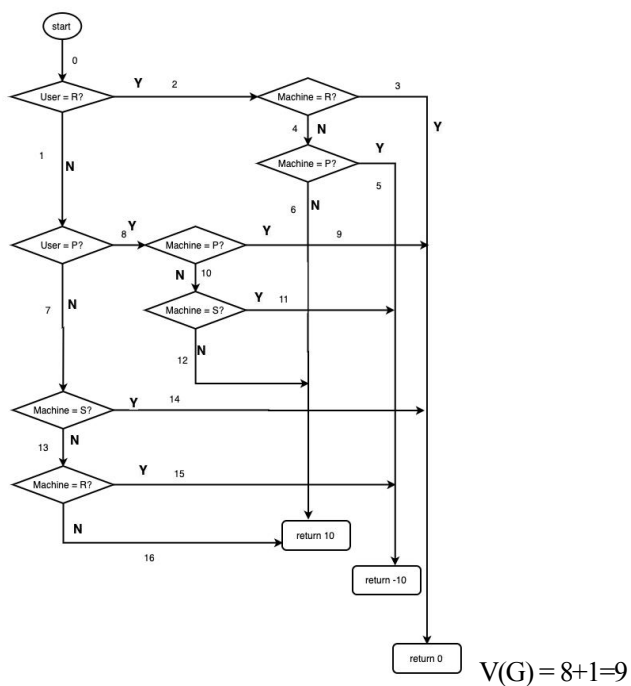 start
0
User = R?
Y
2
Machine = R?
3
Y
1
N
4
N
Machine = P?
Y
5
6
N
User = P?
8
Y
Machine = P?
Y
9
N
10
7
N
Machine = S?
Y
11
12
N
Machine = S?
Y
14
13
N
Machine = R?
Y
15
N
16
return 10
return -10
return 0
V(G) = 8+1=9